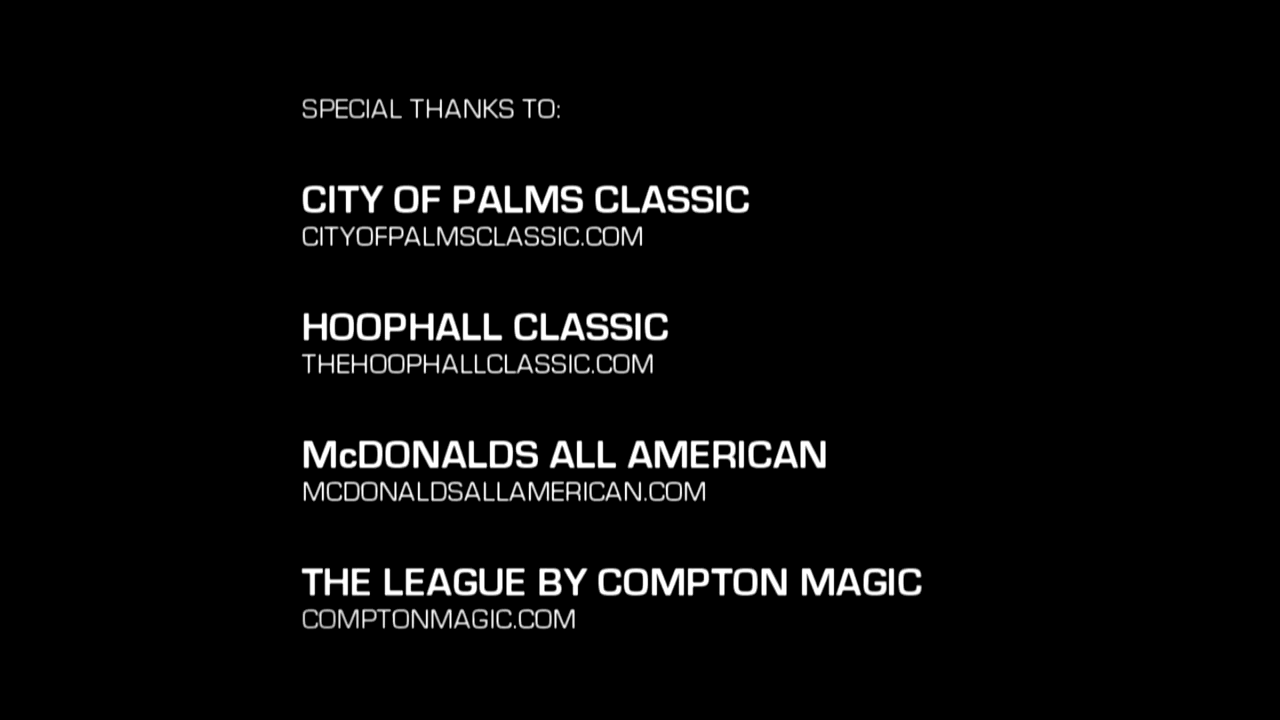 SPECIAL THANKS TO:
CITY OF PALMS CLASSIC
CITYOFPALMSCLASSIC.COM
HOOPHALL CLASSIC
THEHOOPHALLCLASSIC.COM
McDONALDS ALL AMERICAN
MCDONALDSALLAMERICAN.COM
THE LEAGUE BY COMPTON MAGIC
COMPTONMAGIC.COM